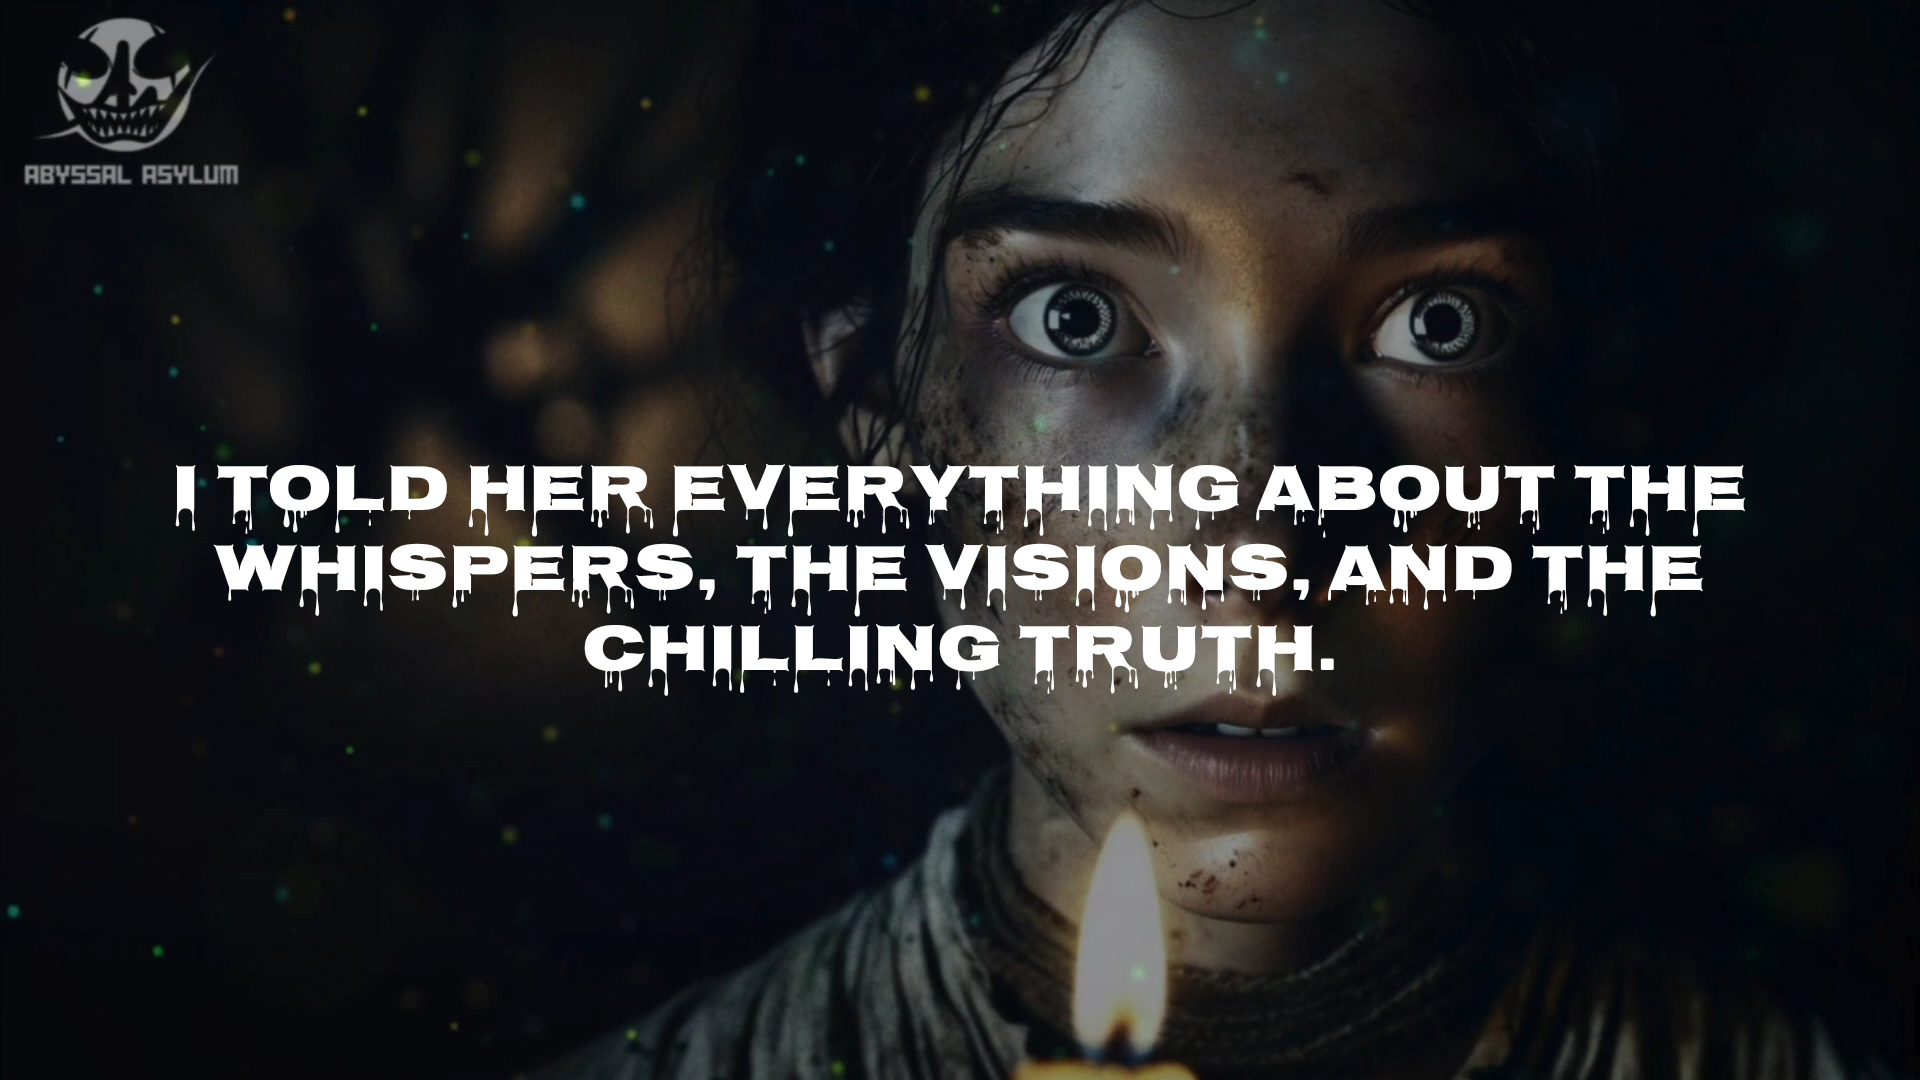 ABYSSAL ASYLUM
I TOLD HER EVERYTHING ABOUT THE
WHISPERS, THE VISIONS, AND THE
CHILLING TRUTH.